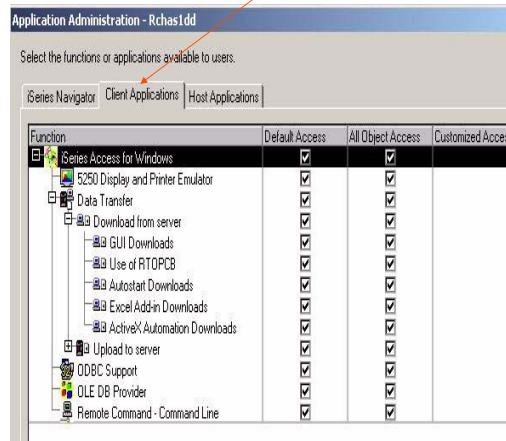 Application Administration - Rchas1dd
Select the functions or applications available to users.
iSeries Navigator Client Applications Host Applications
Function Default Access All Object Access Customized Acce
iSeries Access for Windows
5250 Display and Printer Emulator
Data Transfer
Download from server
GUI Downloads
Use of RTOPCB
Autostart Downloads
Excel Add-in Downloads
ActiveX Automation Downloads
Upload to server
ODBC Support
OLE DB Provider
Remote Command - Command Line